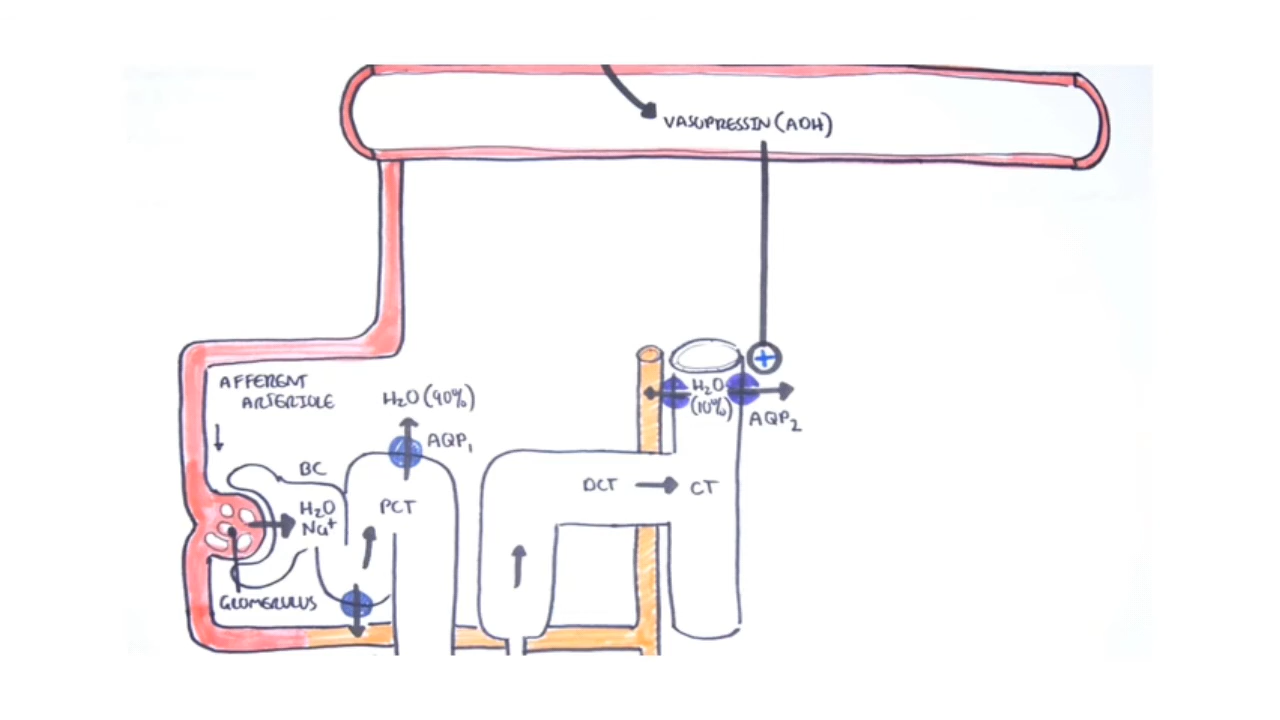 VASOPRESSIN (ADH)
AFFERENT
ARTERIOLE
H₂O (90%)
AQP₁
H₂O
(10%)
AQP₂
BC
H₂O
Na⁺
PCT
DCT
CT
GLOMERULUS
+